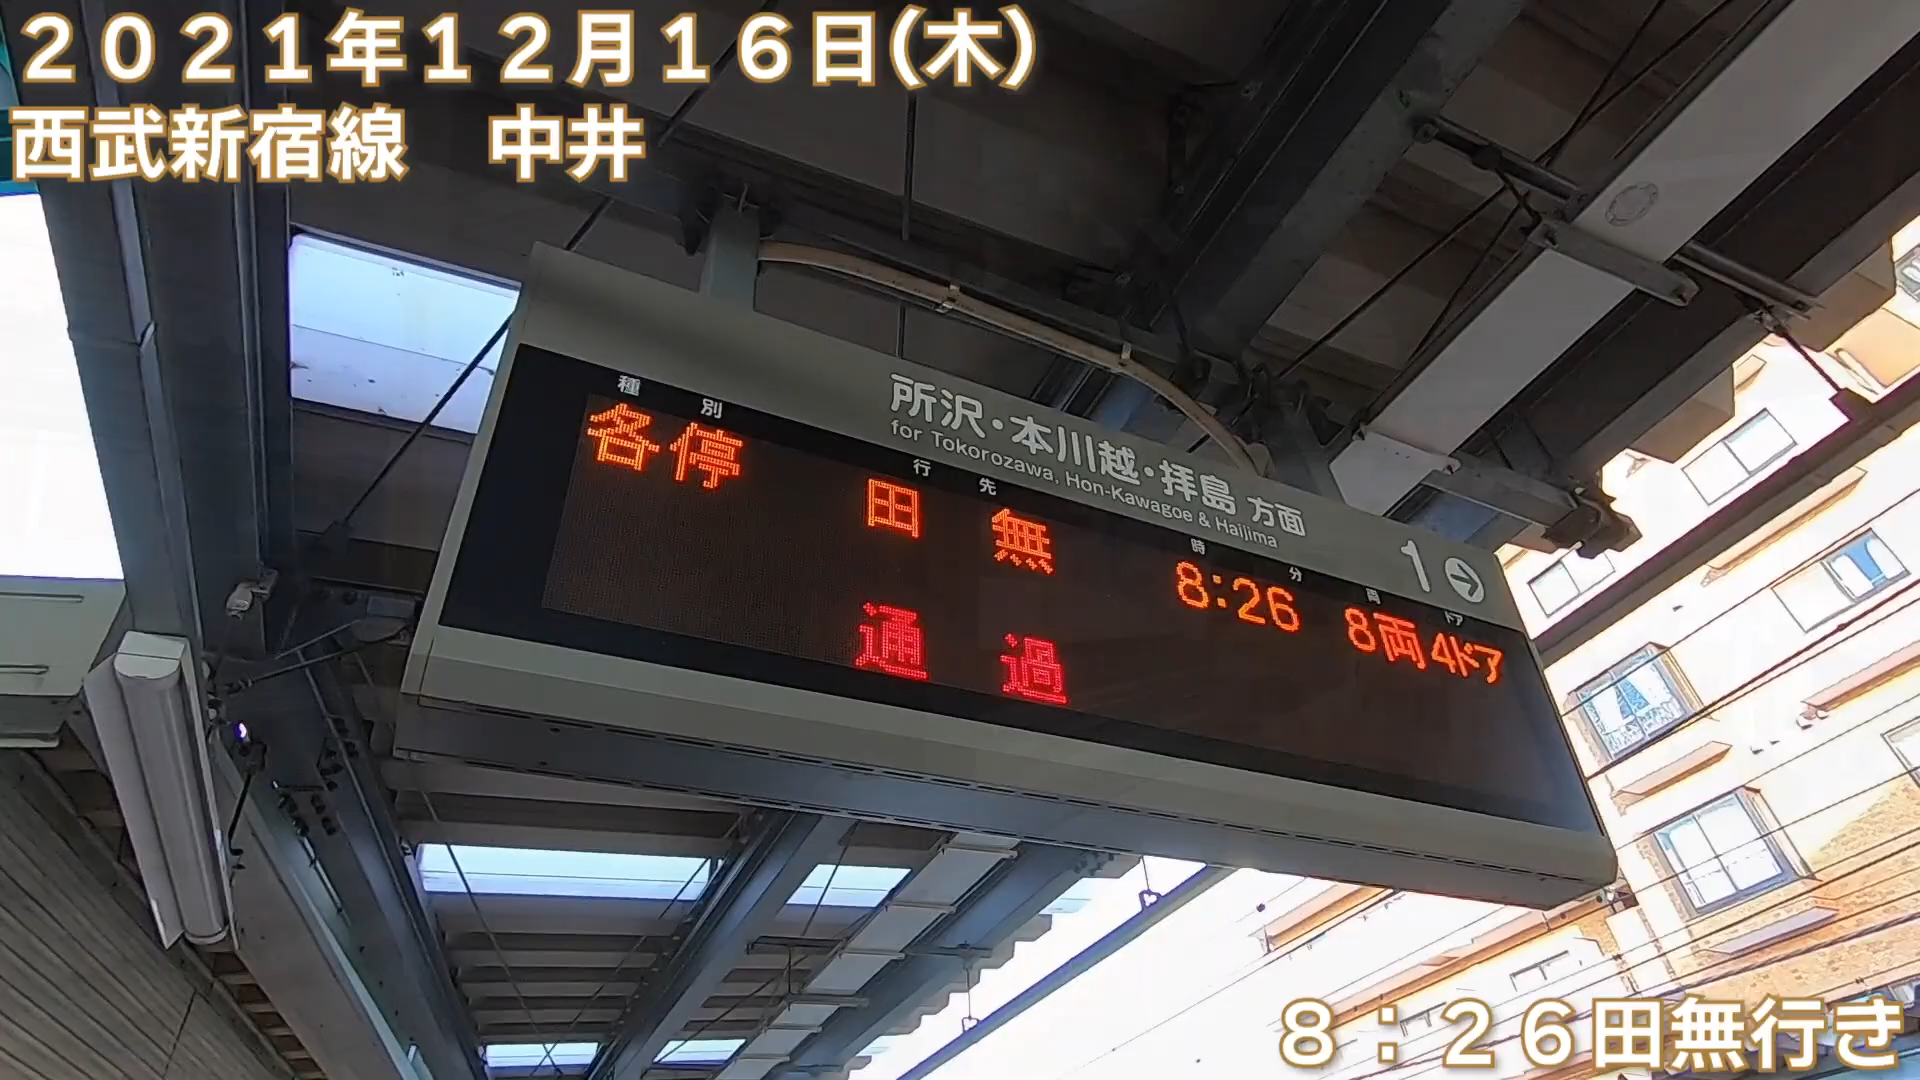 2021年12月16日(木)
西武新宿線　中井
所沢・本川越・拝島 方面
for Tokorozawa, Hon-Kawagoe & Haijima
1
種別 行先 時 分 両 ドア
各停 田無 8:26 8両 4ドア
通過
8:26田無行き